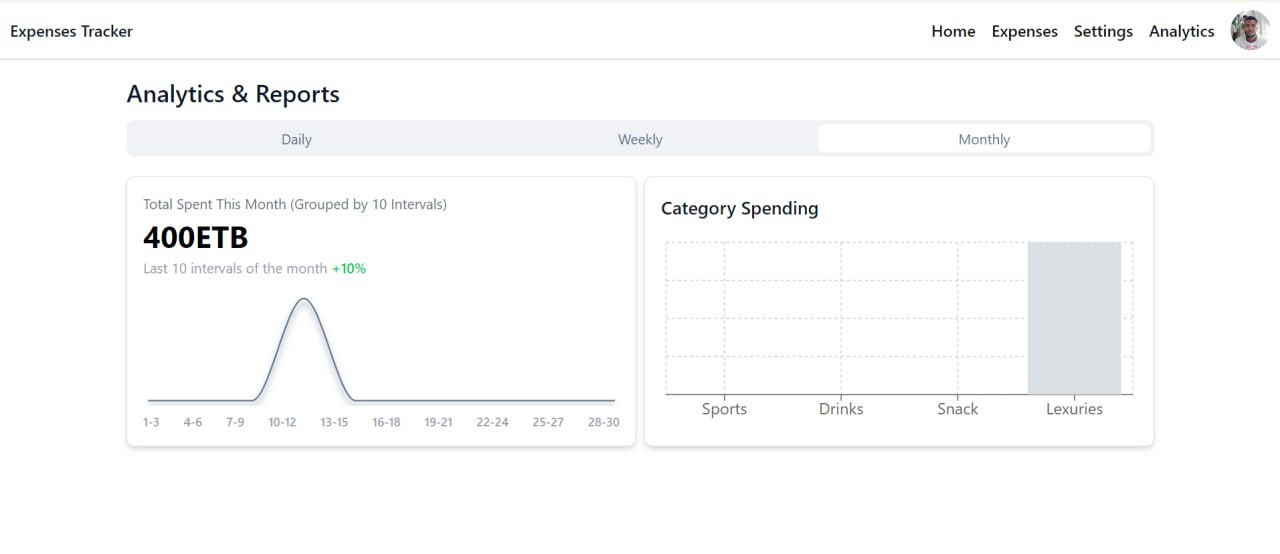 Expenses Tracker
Home Expenses Settings Analytics
Analytics & Reports
Daily Weekly Monthly
Total Spent This Month (Grouped by 10 Intervals)
400ETB
Last 10 intervals of the month +10%
1-3 4-6 7-9 10-12 13-15 16-18 19-21 22-24 25-27 28-30
Category Spending
Sports Drinks Snack Lexuries